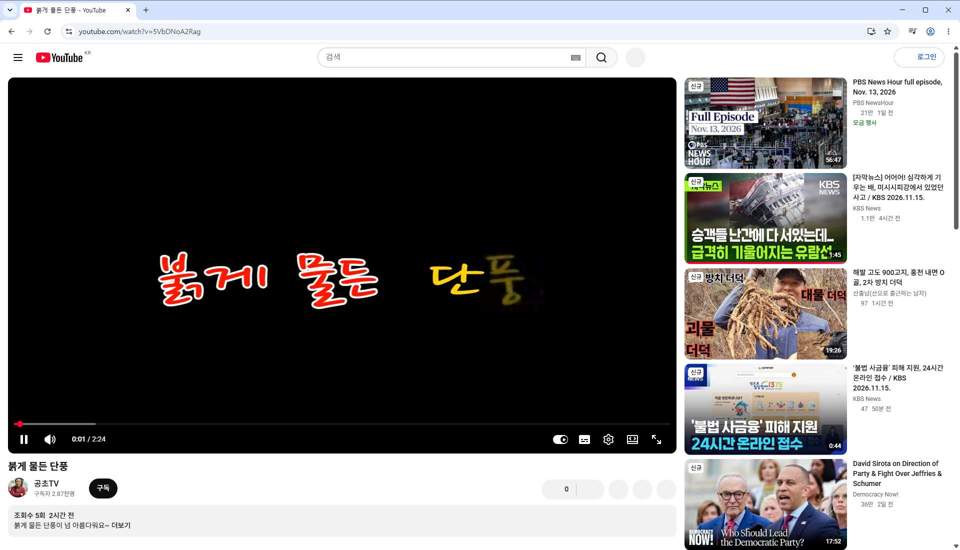 붉게 물든 단풍 - YouTube
youtube.com/watch?v=5VbONoA2Rag
YouTube KR
검색
로그인
붉게 물든 단풍
0:01 / 2:24
붉게 물든 단풍
공초TV
구독자 2.87만명
구독
0
조회수 5회 2시간 전
붉게 물든 단풍이 넘 아름다워요~ 더보기
신규
Full Episode
Nov. 13, 2026
PBS
NEWS
HOUR
56:47
PBS News Hour full episode,
Nov. 13, 2026
PBS NewsHour
21만 1일 전
모금 행사
신규
KBS
NEWS
승객들 난간에 다 서있는데...
급격히 기울어지는 유람선
1:45
[자막뉴스] 어어어! 심각하게 기
우는 배, 미시시피강에서 있었던
사고 / KBS 2026.11.15.
KBS News
1.1만 4시간 전
신규
방치 더덕
대물 더덕
괴물
더덕
19:26
해발 고도 900고지, 홍천 내면 O
골, 2차 방치 더덕
산출남(산으로 출근하는 남자)
97 1시간 전
신규
NEWS
1375
'불법 사금융' 피해 지원
24시간 온라인 접수
0:44
'불법 사금융' 피해 지원, 24시간
온라인 접수 / KBS
2026.11.15.
KBS News
47 50분 전
신규
DEMOCRACY
NOW!
Who Should Lead
the Democratic Party?
17:52
David Sirota on Direction of
Party & Fight Over Jeffries &
Schumer
Democracy Now!
36만 2일 전